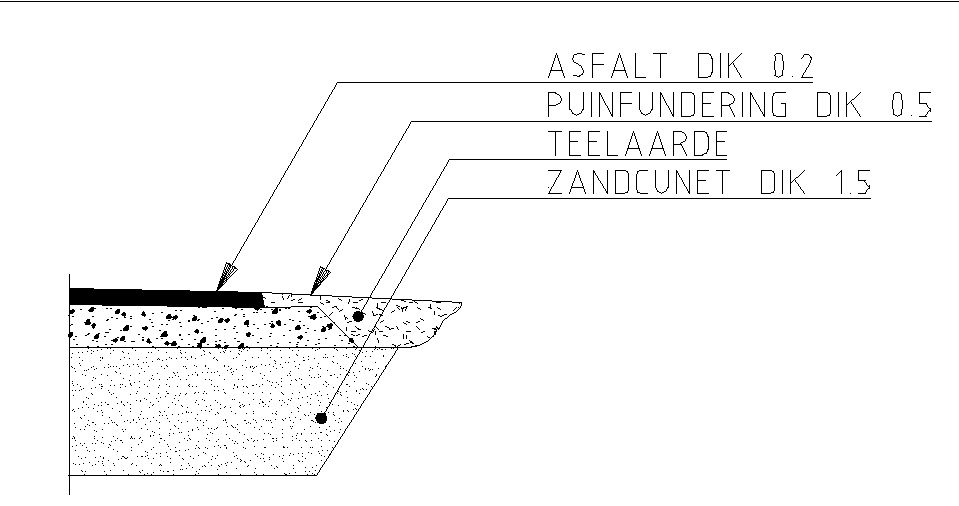 ASFALT DIK 0.2
PUINFUNDERING DIK 0.5
TEELAARDE
ZANDCUNET DIK 1.5